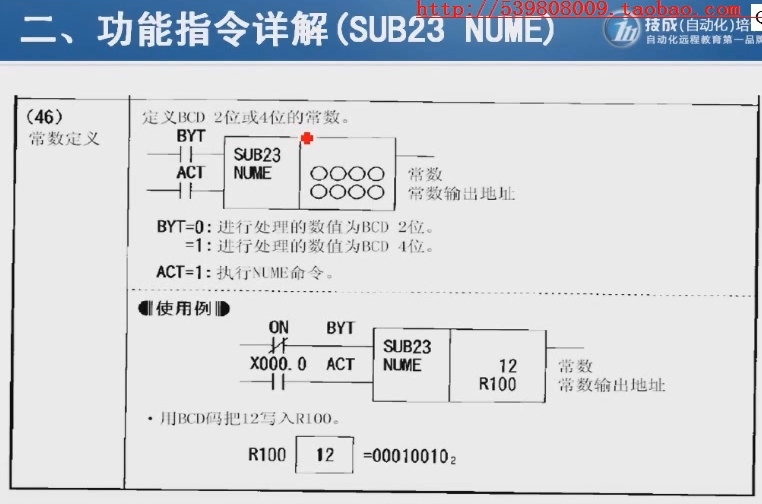 http://539808009.taobao.com
二、功能指令详解(SUB23 NUME)
技成(自动化)培
自动化远程教育第一品牌
(46)
常数定义
定义BCD 2位或4位的常数。
BYT
ACT
SUB23
NUME
○○○○
○○○○
常数
常数输出地址
BYT=0:进行处理的数值为BCD 2位。
=1:进行处理的数值为BCD 4位。
ACT=1:执行NUME命令。
使用例
ON BYT
X000.0 ACT
SUB23
NUME
12
R100
常数
常数输出地址
・用BCD码把12写入R100。
R100 12 =00010010₂